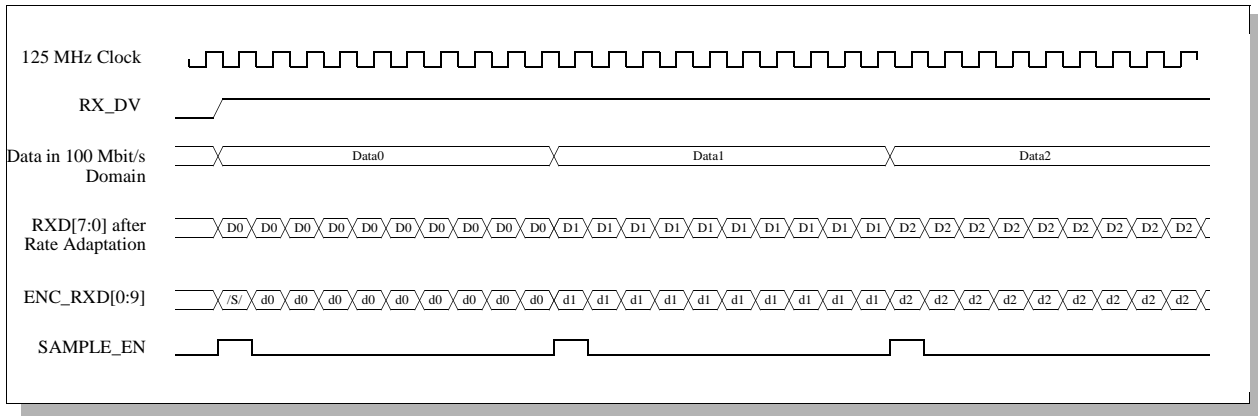 125 MHz Clock
RX_DV
Data in 100 Mbit/s
Domain
Data0 Data1 Data2
RXD[7:0] after
Rate Adaptation
D0 D0 D0 D0 D0 D0 D0 D0 D0 D0 D1 D1 D1 D1 D1 D1 D1 D1 D1 D1 D2 D2 D2 D2 D2 D2 D2 D2 D2
ENC_RXD[0:9]
/S/ d0 d0 d0 d0 d0 d0 d0 d0 d0 d1 d1 d1 d1 d1 d1 d1 d1 d1 d1 d2 d2 d2 d2 d2 d2 d2 d2 d2
SAMPLE_EN